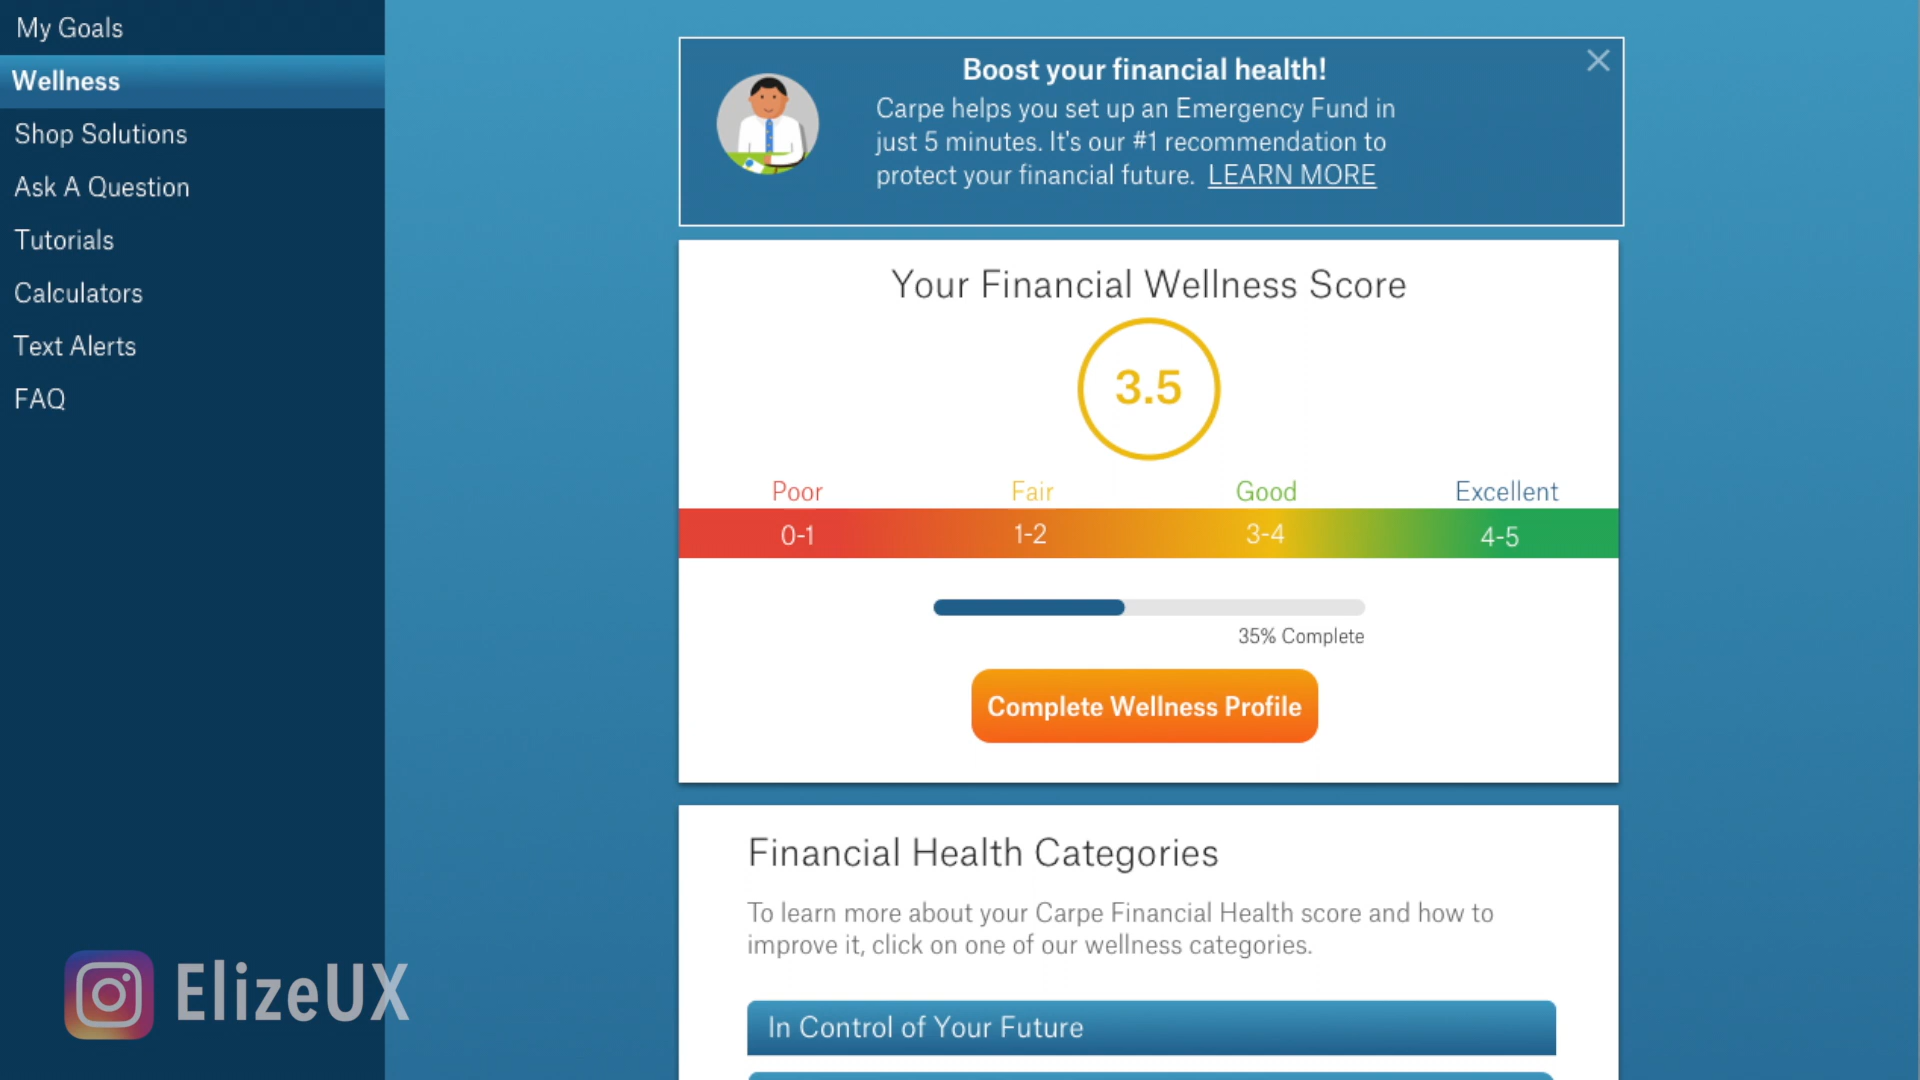 My Goals
Wellness
Shop Solutions
Ask A Question
Tutorials
Calculators
Text Alerts
FAQ
Boost your financial health!
Carpe helps you set up an Emergency Fund in
just 5 minutes. It's our #1 recommendation to
protect your financial future. LEARN MORE
Your Financial Wellness Score
3.5
Poor Fair Good Excellent
0-1 1-2 3-4 4-5
35% Complete
Complete Wellness Profile
Financial Health Categories
To learn more about your Carpe Financial Health score and how to
improve it, click on one of our wellness categories.
In Control of Your Future
ElizeUX